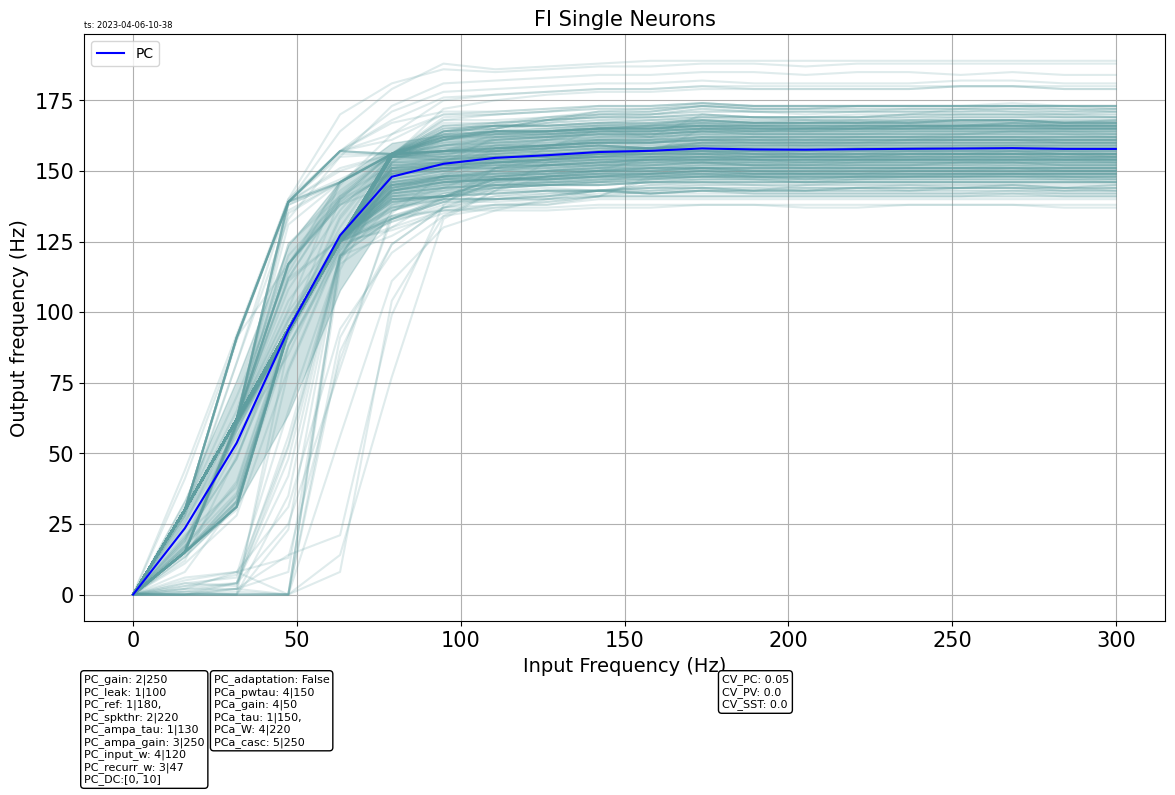 FI Single Neurons
ts: 2023-04-06-10-38
PC
175
150
125
100
75
50
25
0
Output frequency (Hz)
0 50 100 150 200 250 300
Input Frequency (Hz)
PC_gain: 2|250
PC_leak: 1|100
PC_ref: 1|180,
PC_spkthr: 2|220
PC_ampa_tau: 1|130
PC_ampa_gain: 3|250
PC_input_w: 4|120
PC_recurr_w: 3|47
PC_DC:[0, 10]
PC_adaptation: False
PCa_pwtau: 4|150
PCa_gain: 4|50
PCa_tau: 1|150,
PCa_W: 4|220
PCa_casc: 5|250
CV_PC: 0.05
CV_PV: 0.0
CV_SST: 0.0